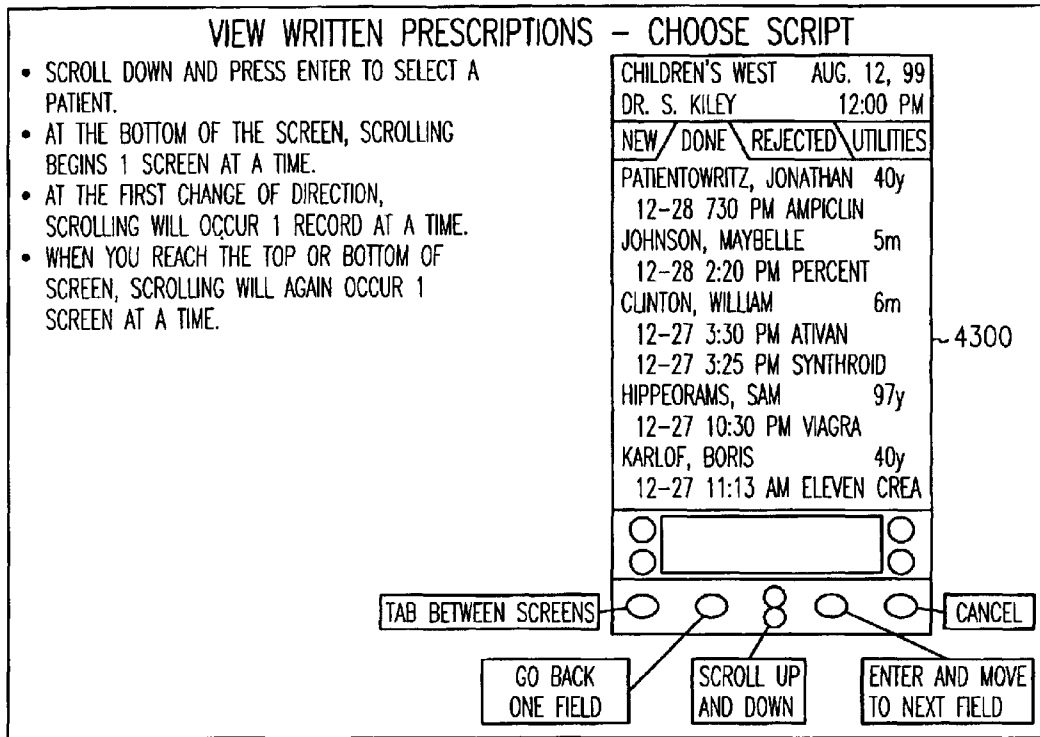 VIEW WRITTEN PRESCRIPTIONS – CHOOSE SCRIPT
• SCROLL DOWN AND PRESS ENTER TO SELECT A
PATIENT.
• AT THE BOTTOM OF THE SCREEN, SCROLLING
BEGINS 1 SCREEN AT A TIME.
• AT THE FIRST CHANGE OF DIRECTION,
SCROLLING WILL OCCUR 1 RECORD AT A TIME.
• WHEN YOU REACH THE TOP OR BOTTOM OF
SCREEN, SCROLLING WILL AGAIN OCCUR 1
SCREEN AT A TIME.
CHILDREN'S WEST AUG. 12, 99
DR. S. KILEY 12:00 PM
NEW DONE REJECTED UTILITIES
PATIENTOWRITZ, JONATHAN 40y
12-28 730 PM AMPICLIN
JOHNSON, MAYBELLE 5m
12-28 2:20 PM PERCENT
CLINTON, WILLIAM 6m
12-27 3:30 PM ATIVAN
12-27 3:25 PM SYNTHROID
HIPPEORAMS, SAM 97y
12-27 10:30 PM VIAGRA
KARLOF, BORIS 40y
12-27 11:13 AM ELEVEN CREA
4300
TAB BETWEEN SCREENS
CANCEL
GO BACK
ONE FIELD
SCROLL UP
AND DOWN
ENTER AND MOVE
TO NEXT FIELD